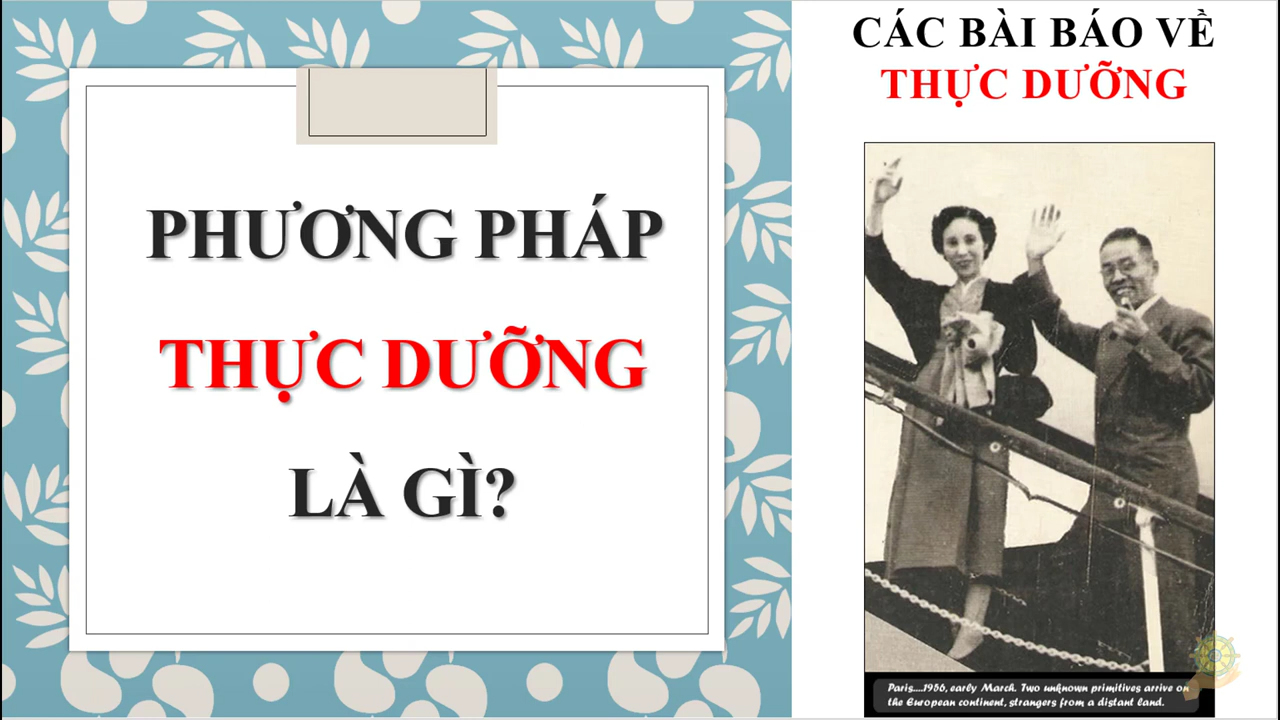 PHƯƠNG PHÁP
THỰC DƯỠNG
LÀ GÌ?
CÁC BÀI BÁO VỀ
THỰC DƯỠNG
Paris....1956, early March. Two unknown primitives arrive on
the European continent, strangers from a distant land.